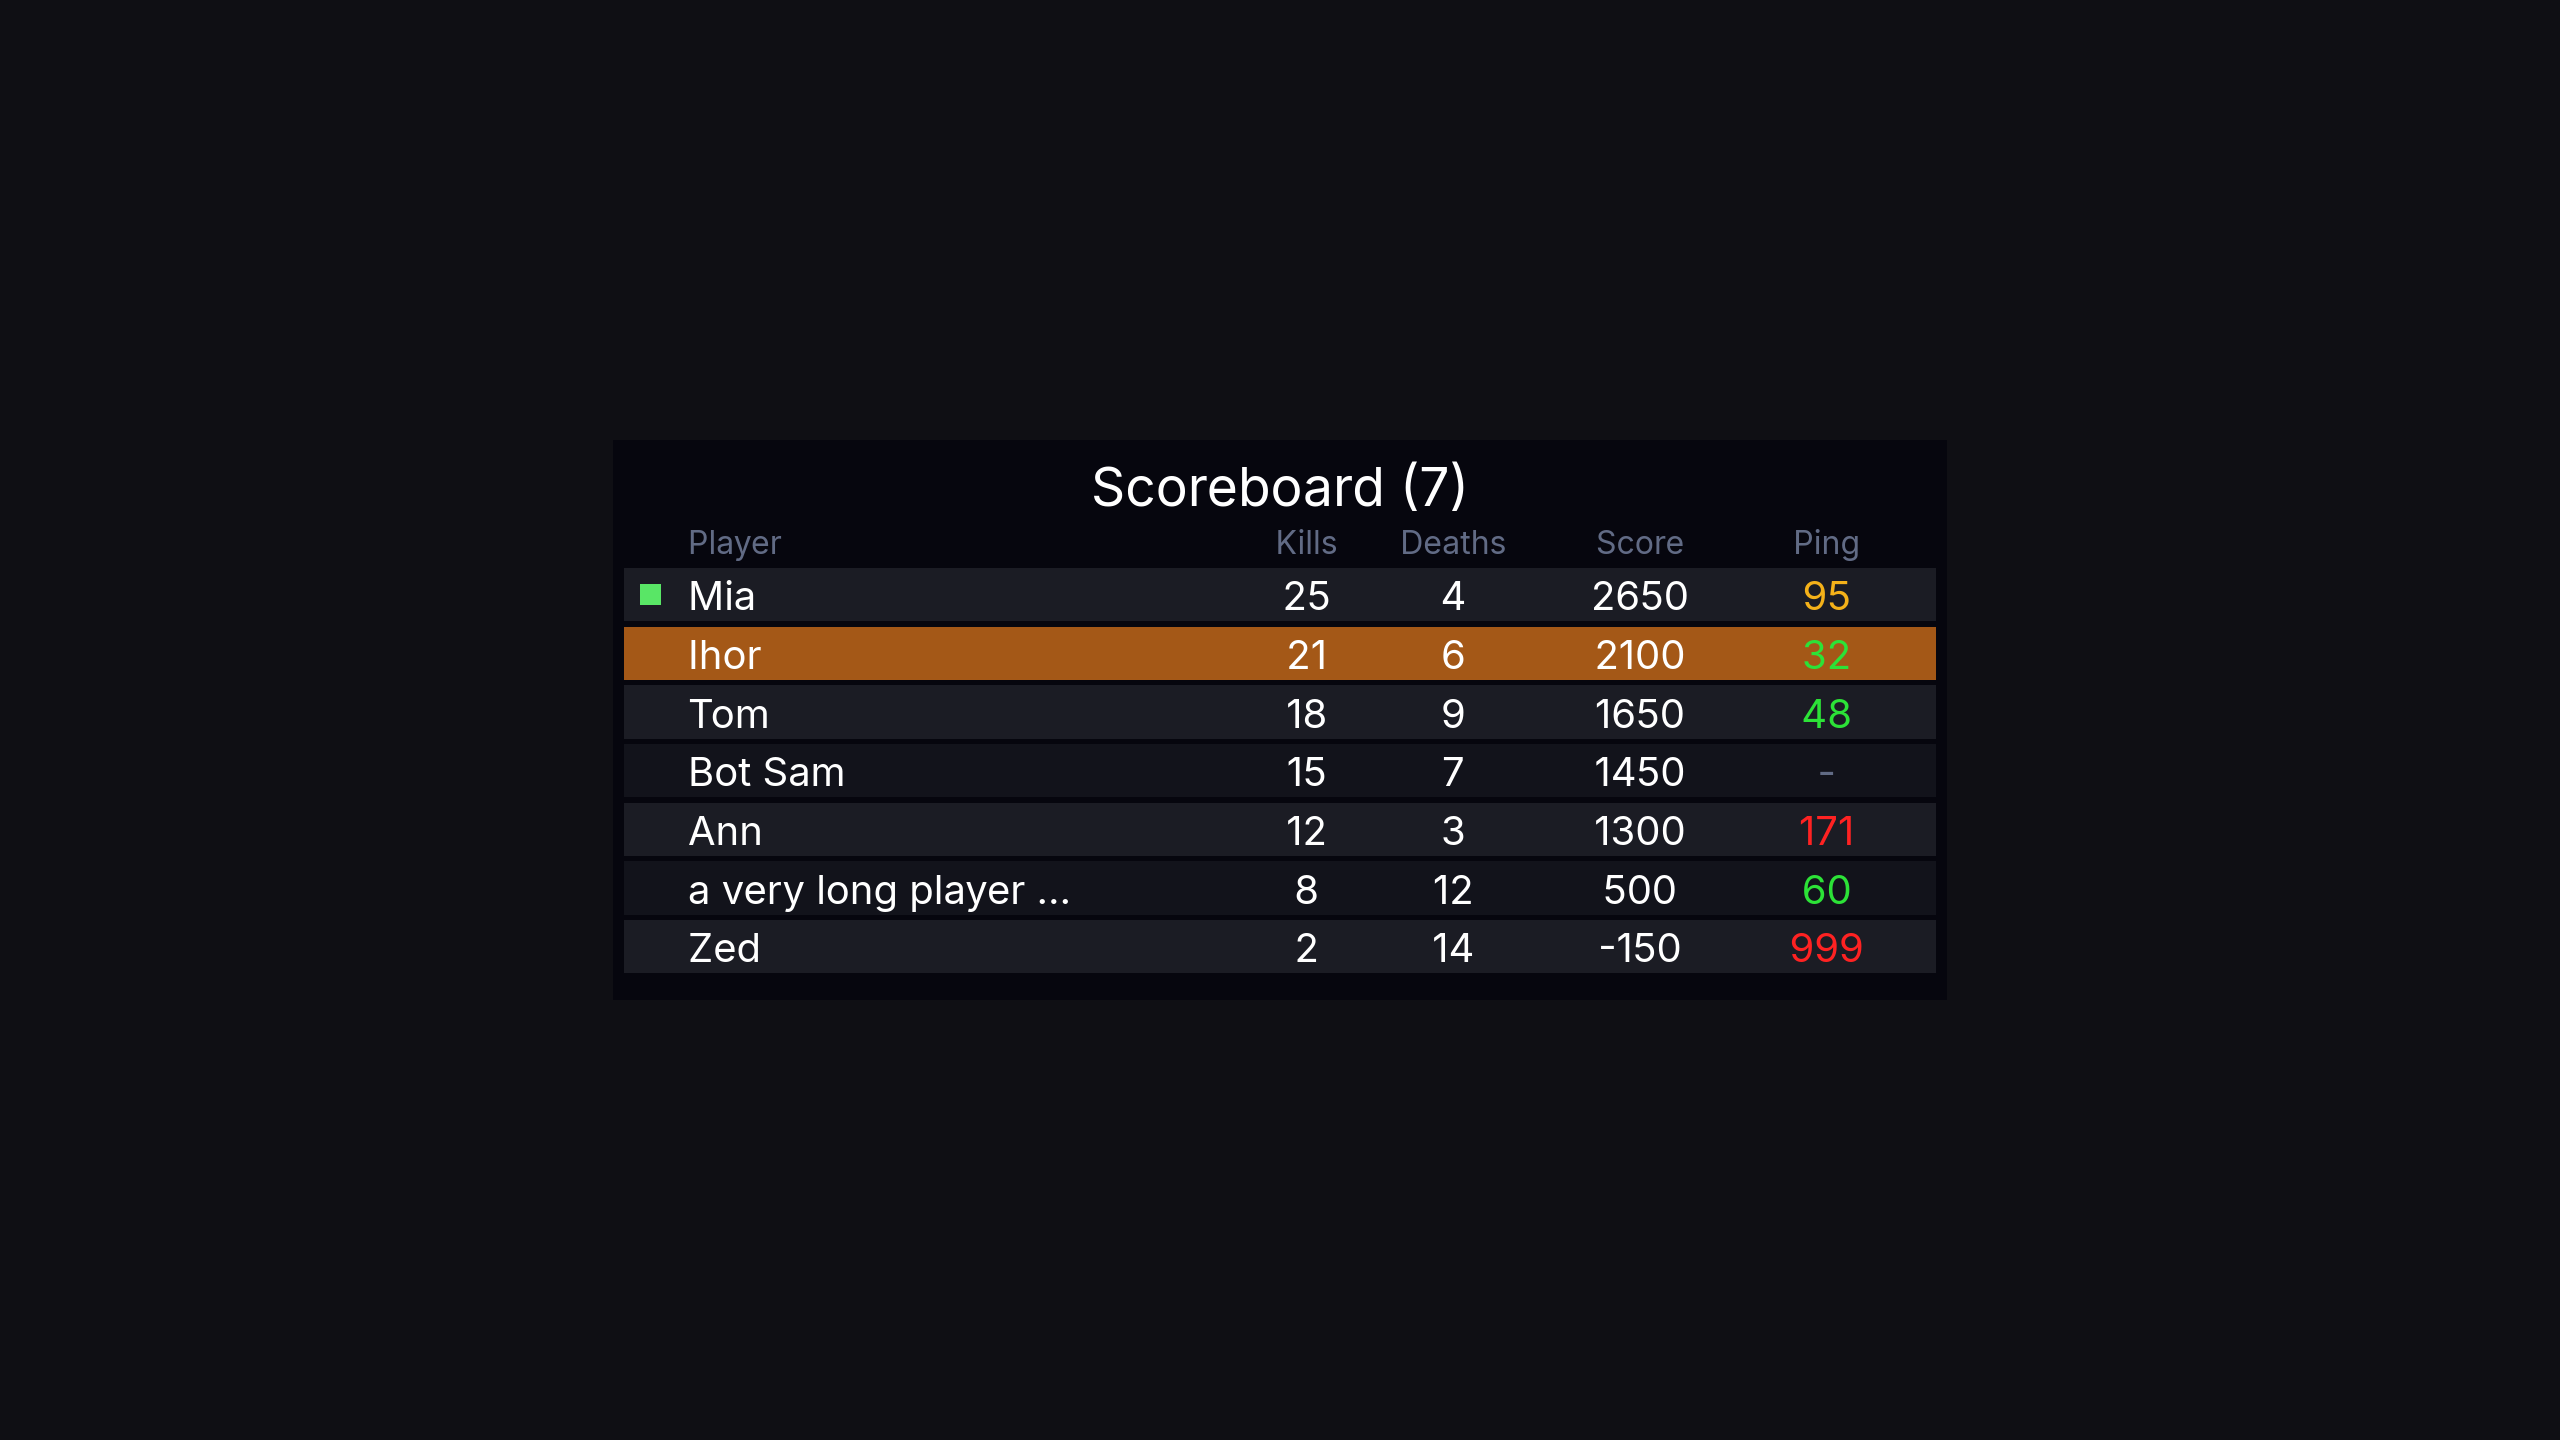 Scoreboard (7)
Player Kills Deaths Score Ping
Mia 25 4 2650 95
Ihor 21 6 2100 32
Tom 18 9 1650 48
Bot Sam 15 7 1450 -
Ann 12 3 1300 171
a very long player ... 8 12 500 60
Zed 2 14 -150 999